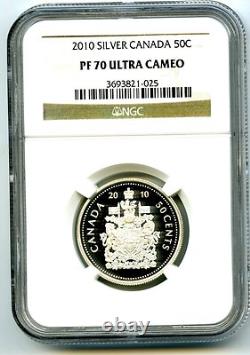 2010 SILVER CANADA 50C
PF 70 ULTRA CAMEO
3693821-025
NGC
20 10
CANADA
50 CENTS